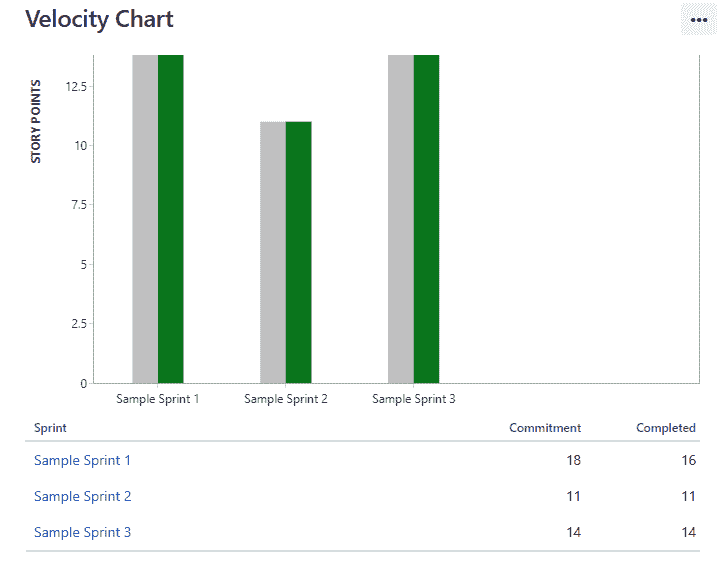 Velocity Chart
•••
STORY POINTS
12.5
10
7.5
5
2.5
0
Sample Sprint 1 Sample Sprint 2 Sample Sprint 3
Sprint Commitment Completed
Sample Sprint 1 18 16
Sample Sprint 2 11 11
Sample Sprint 3 14 14